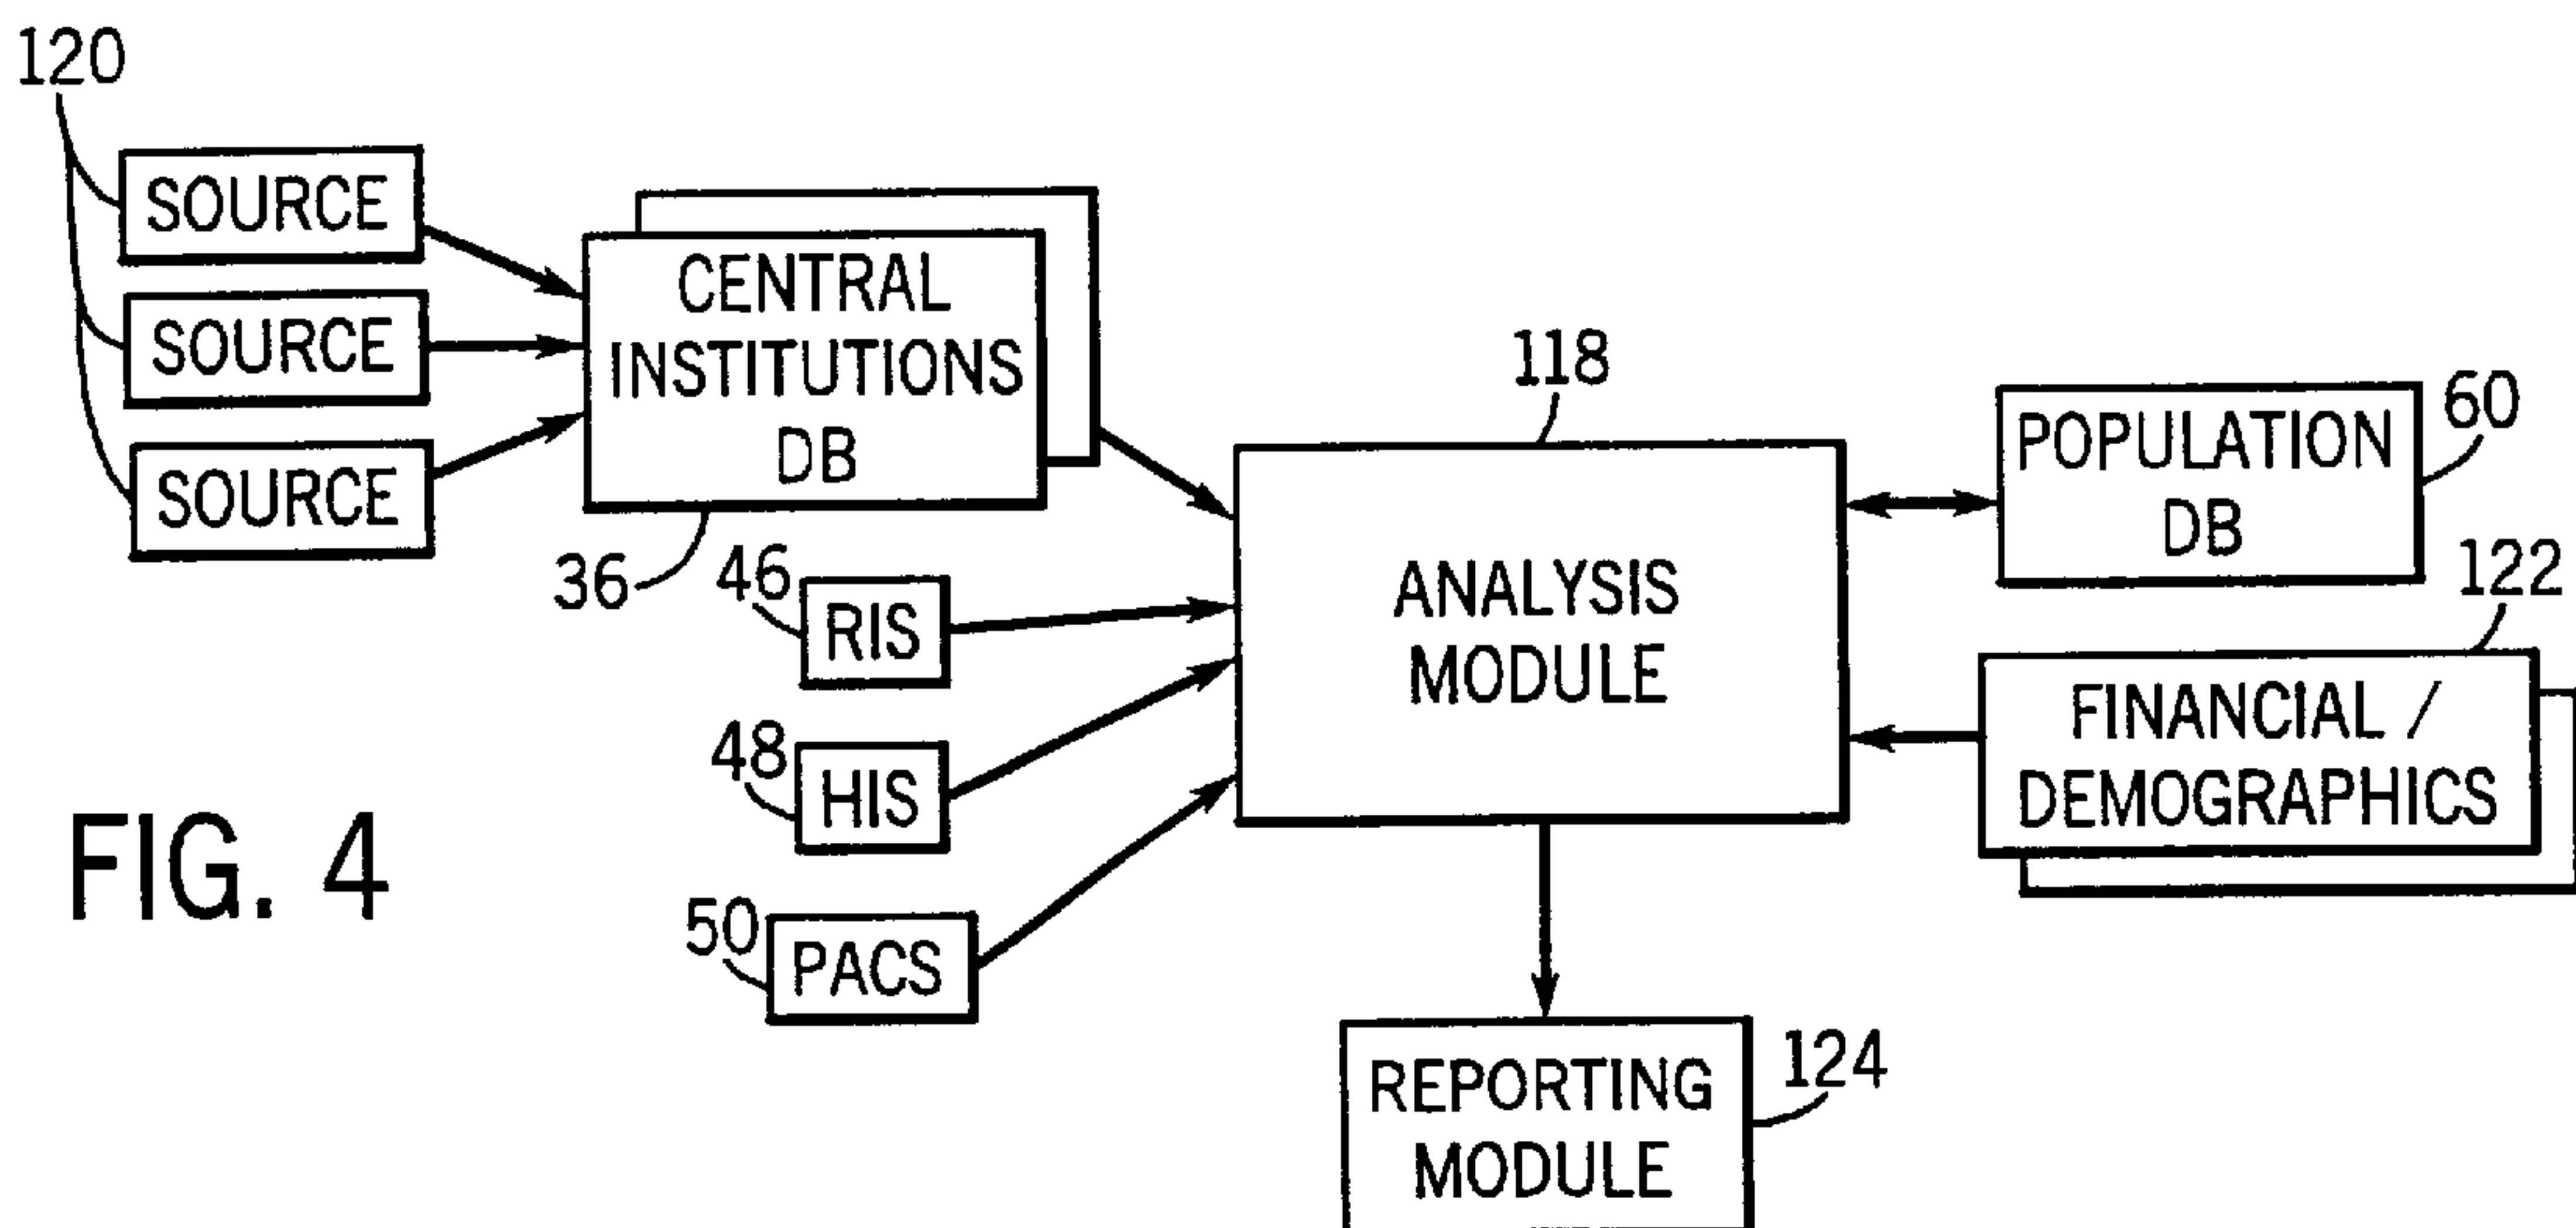 120
SOURCE
SOURCE
SOURCE
CENTRAL
INSTITUTIONS
DB
36
46
RIS
48
HIS
50
PACS
118
ANALYSIS
MODULE
POPULATION
DB
60
122
FINANCIAL /
DEMOGRAPHICS
REPORTING
MODULE
124
FIG. 4